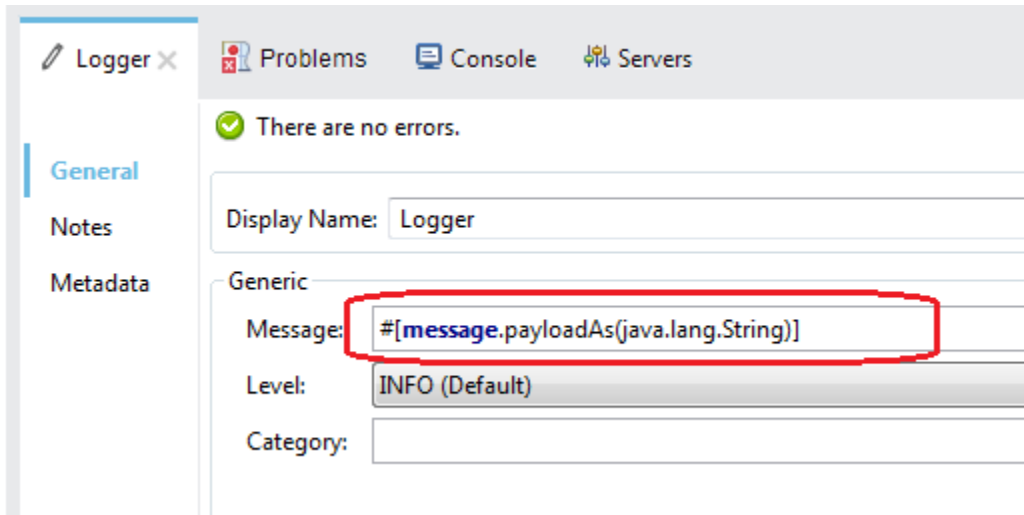 Logger Problems Console Servers
There are no errors.
General
Notes
Metadata
Display Name: Logger
Generic
Message: #[message.payloadAs(java.lang.String)]
Level: INFO (Default)
Category: